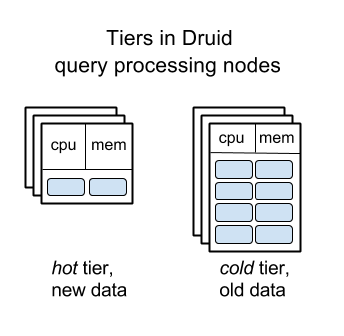 Tiers in Druid
query processing nodes
cpu mem
cpu mem
hot tier,
new data
cold tier,
old data